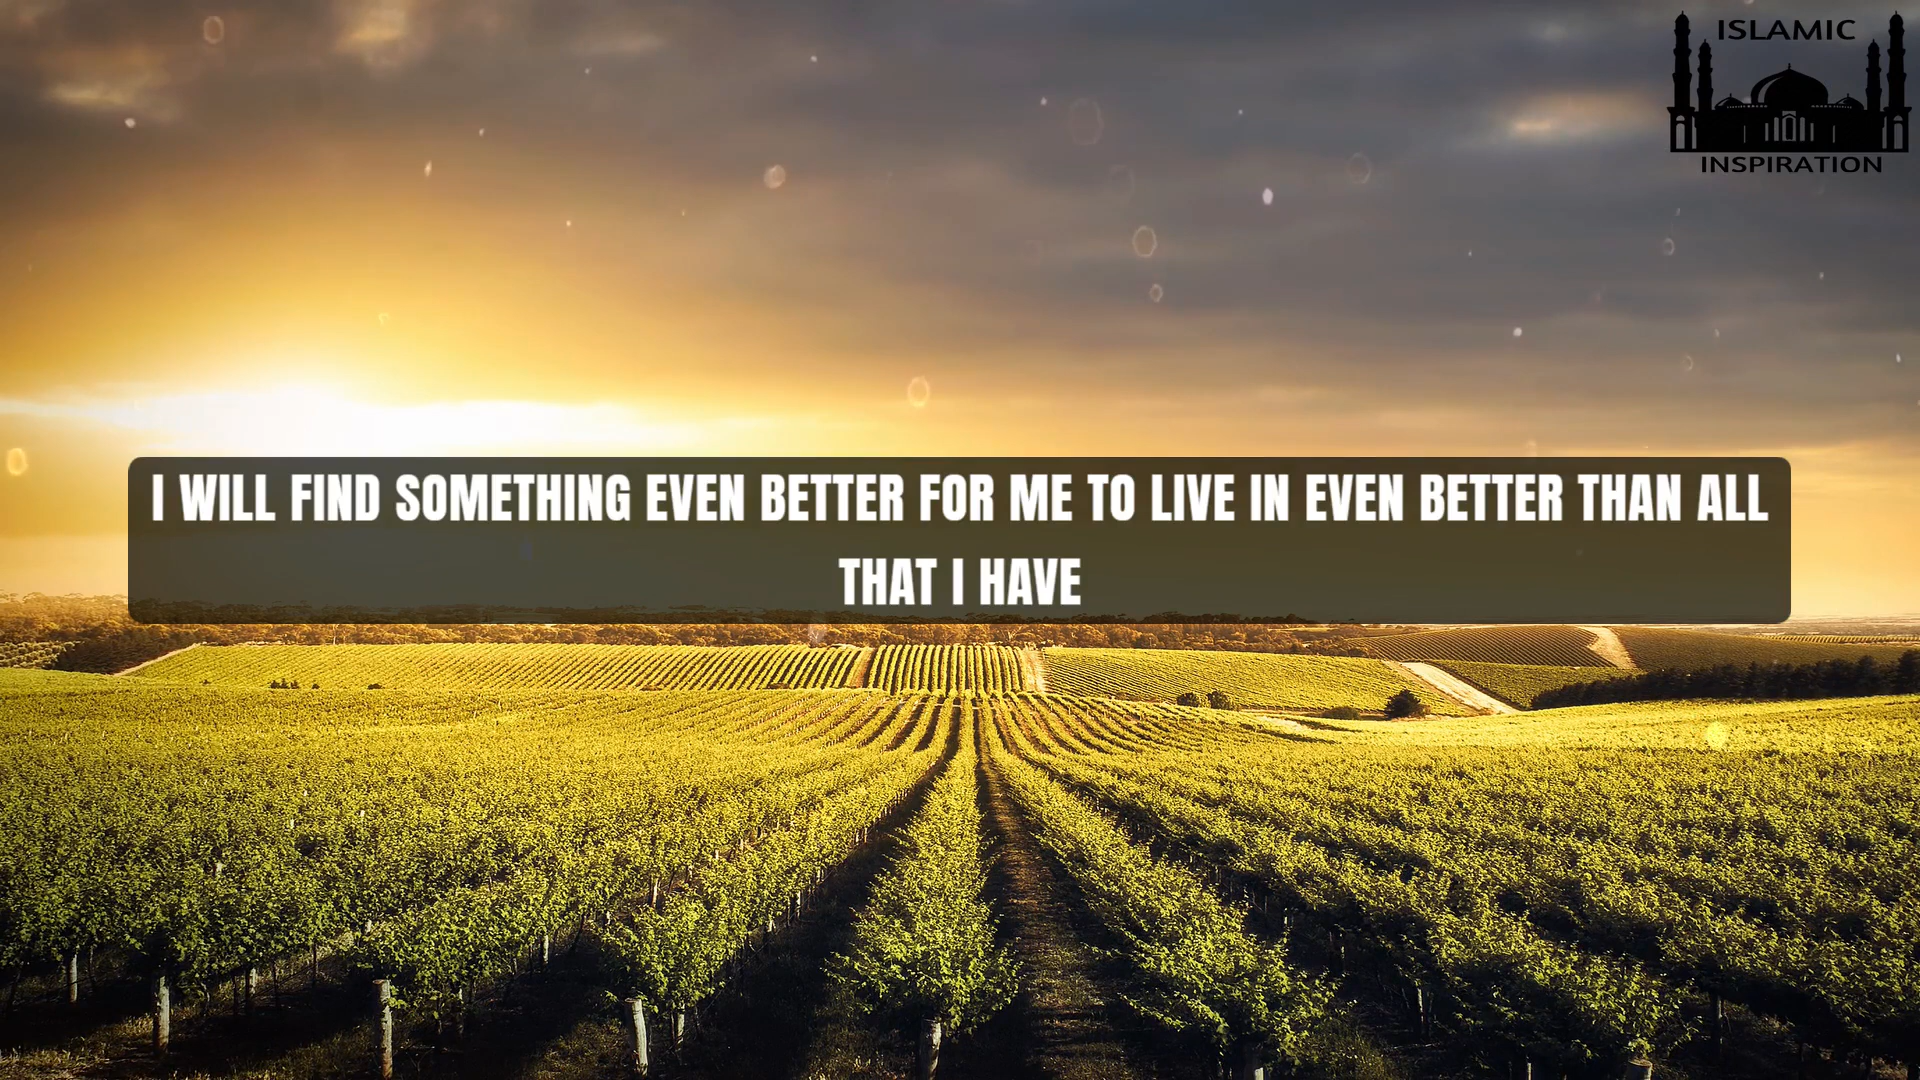 ISLAMIC
INSPIRATION
I WILL FIND SOMETHING EVEN BETTER FOR ME TO LIVE IN EVEN BETTER THAN ALL
THAT I HAVE